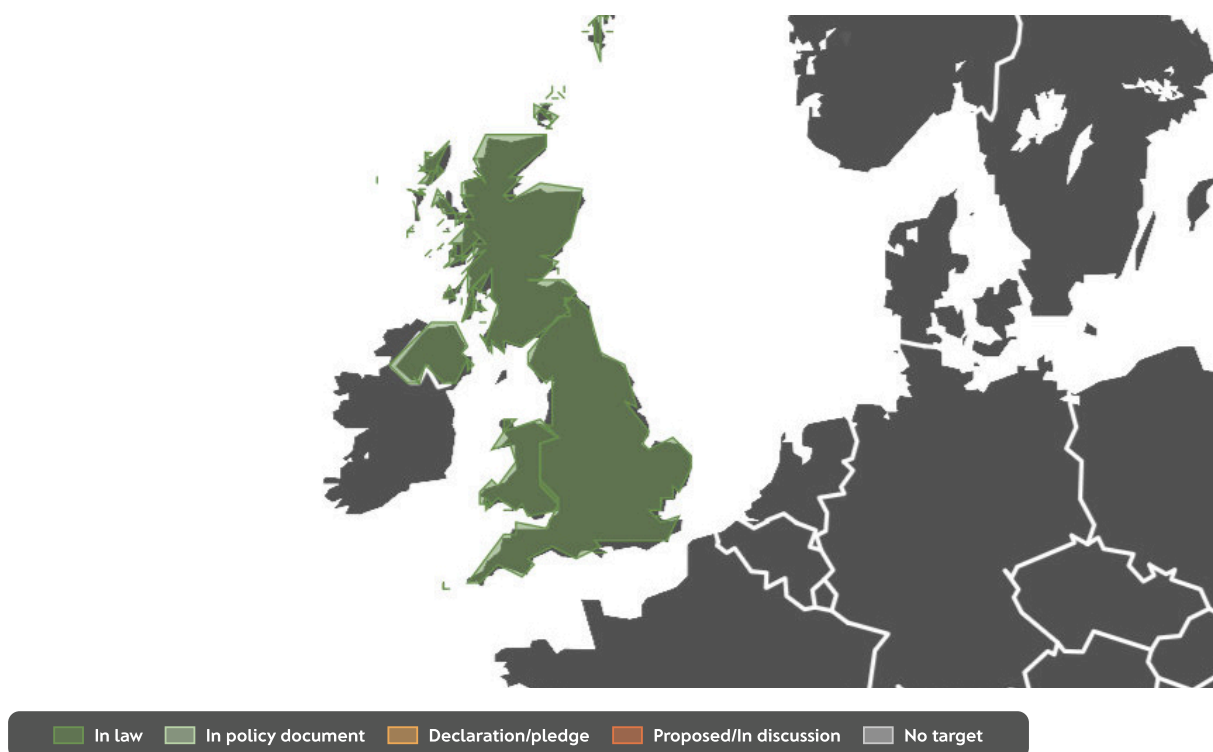 In law In policy document Declaration/pledge Proposed/In discussion No target